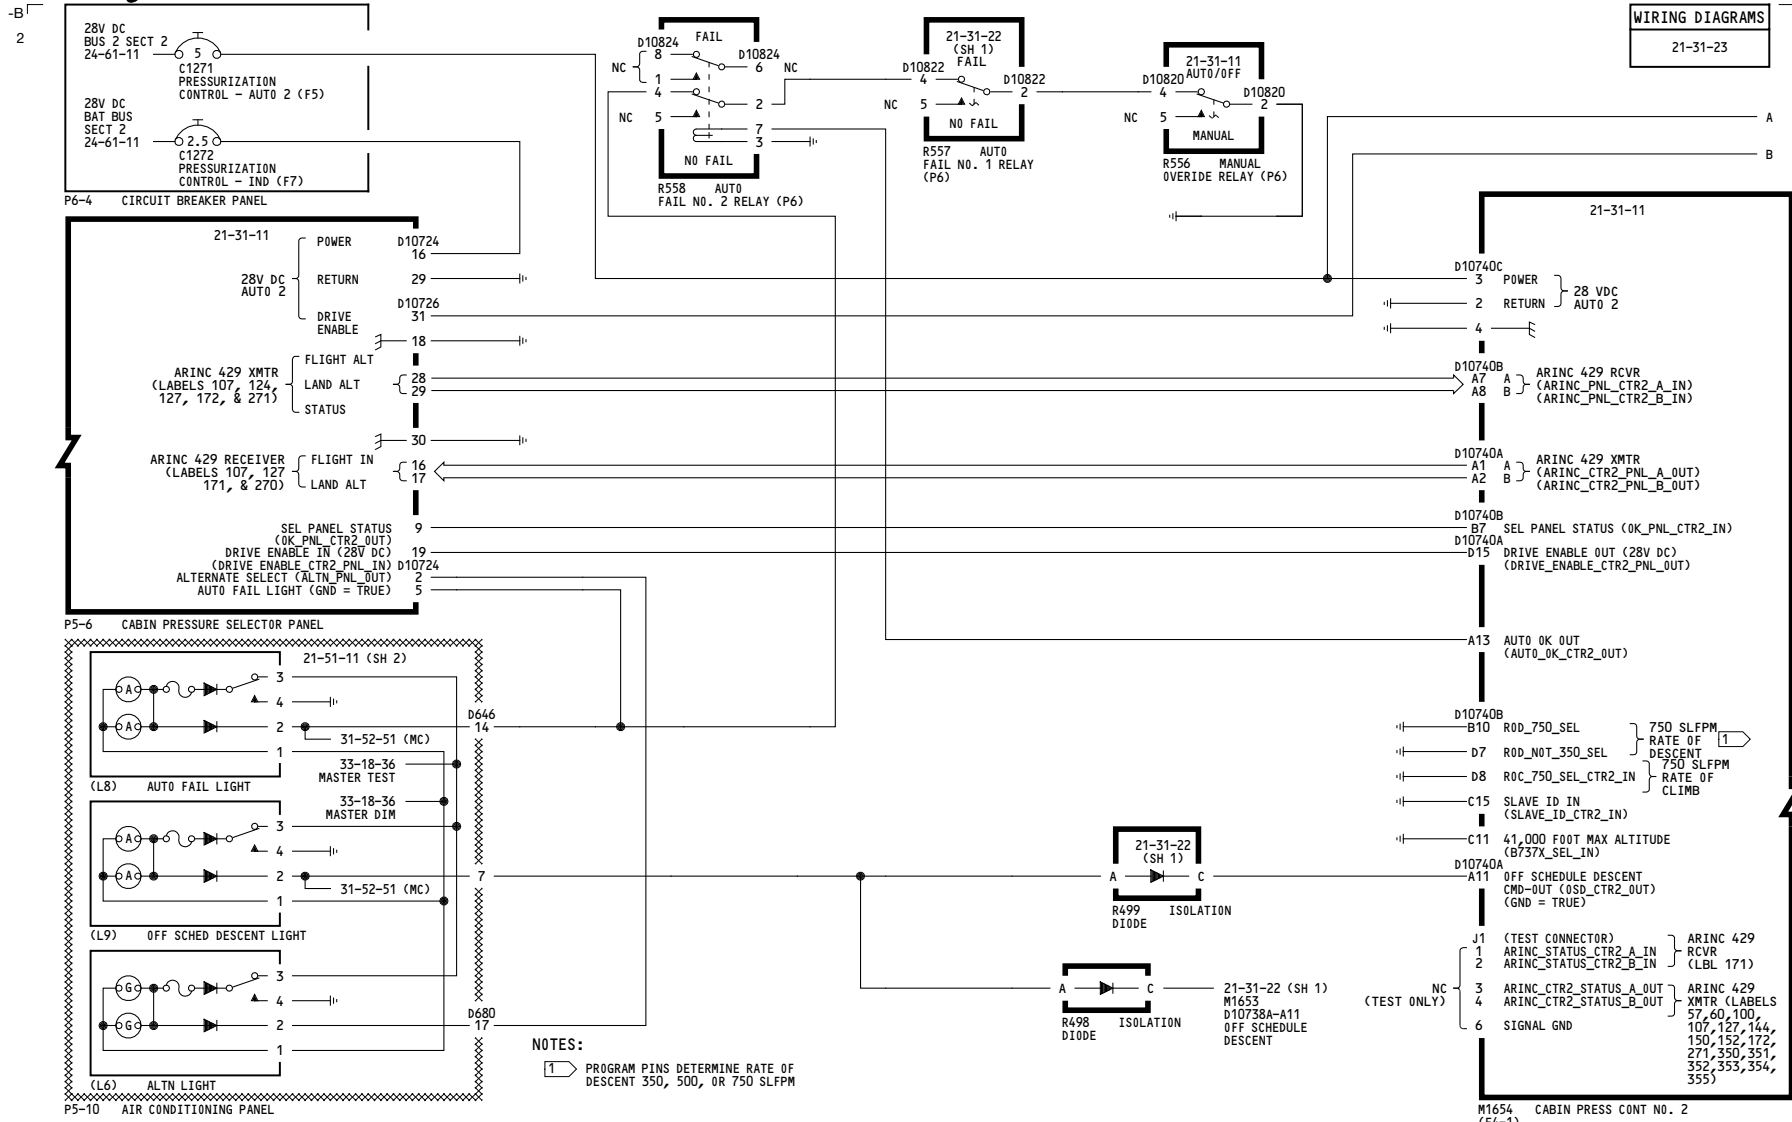 -B
2
WIRING DIAGRAMS
21-31-23
28V DC
BUS 2 SECT 2
24-61-11
5
C1271
PRESSURIZATION
CONTROL - AUTO 2 (F5)
28V DC
BAT BUS
SECT 2
24-61-11
2.5
C1272
PRESSURIZATION
CONTROL - IND (F7)
P6-4 CIRCUIT BREAKER PANEL
FAIL
D10824
8
D10824
6 NC
NC
1
4
2
NC 5
7
3
NO FAIL
R558 AUTO
FAIL NO. 2 RELAY (P6)
21-31-22
(SH 1)
FAIL
D10822
4
D10822
2
NC 5
NO FAIL
R557 AUTO
FAIL NO. 1 RELAY
(P6)
21-31-11
AUTO/OFF
D10820
4
D10820
2
NC 5
MANUAL
R556 MANUAL
OVERIDE RELAY (P6)
A
B
21-31-11
28V DC
AUTO 2
POWER
D10724
16
RETURN 29
D10726
31
DRIVE
ENABLE
18
ARINC 429 XMTR
(LABELS 107, 124,
127, 172, & 271)
FLIGHT ALT
LAND ALT
STATUS
28
29
30
ARINC 429 RECEIVER
(LABELS 107, 127
171, & 270)
FLIGHT IN
LAND ALT
16
17
SEL PANEL STATUS 9
(OK_PNL_CTR2_OUT)
DRIVE ENABLE IN (28V DC) 19
(DRIVE ENABLE_CTR2_PNL_IN) D10724
ALTERNATE SELECT (ALTN_PNL_OUT) 2
AUTO FAIL LIGHT (GND = TRUE) 5
P5-6 CABIN PRESSURE SELECTOR PANEL
21-51-11 (SH 2)
A
A
3
4
2
1
31-52-51 (MC)
D646
14
33-18-36
MASTER TEST
33-18-36
MASTER DIM
(L8) AUTO FAIL LIGHT
A
A
3
4
2
1
31-52-51 (MC)
7
(L9) OFF SCHED DESCENT LIGHT
G
G
3
4
2
1
D680
17
(L6) ALTN LIGHT
P5-10 AIR CONDITIONING PANEL
NOTES:
1 PROGRAM PINS DETERMINE RATE OF
DESCENT 350, 500, OR 750 SLFPM
21-31-22
(SH 1)
A C
R499 ISOLATION
DIODE
A C
R498 ISOLATION
DIODE
21-31-22 (SH 1)
M1653
D10738A-A11
OFF SCHEDULE
DESCENT
21-31-11
D10740C
3 POWER
2 RETURN
28 VDC
AUTO 2
4
D10740B
A7 A
A8 B
ARINC 429 RCVR
(ARINC_PNL_CTR2_A_IN)
(ARINC_PNL_CTR2_B_IN)
D10740A
A1 A
A2 B
ARINC 429 XMTR
(ARINC_CTR2_PNL_A_OUT)
(ARINC_CTR2_PNL_B_OUT)
D10740B
B7 SEL PANEL STATUS (OK_PNL_CTR2_IN)
D10740A
D15 DRIVE ENABLE OUT (28V DC)
(DRIVE_ENABLE_CTR2_PNL_OUT)
A13 AUTO OK OUT
(AUTO_OK_CTR2_OUT)
D10740B
B10 ROD_750_SEL
D7 ROD_NOT_350_SEL
750 SLFPM
RATE OF
DESCENT
1
D8 ROC_750_SEL_CTR2_IN
750 SLFPM
RATE OF
CLIMB
C15 SLAVE ID IN
(SLAVE_ID_CTR2_IN)
C11 41,000 FOOT MAX ALTITUDE
(B737X_SEL_IN)
D10740A
A11 OFF SCHEDULE DESCENT
CMD-OUT (OSD_CTR2_OUT)
(GND = TRUE)
J1 (TEST CONNECTOR)
1 ARINC_STATUS_CTR2_A_IN
2 ARINC_STATUS_CTR2_B_IN
ARINC 429
RCVR
(LBL 171)
NC
(TEST ONLY)
3 ARINC_CTR2_STATUS_A_OUT
4 ARINC_CTR2_STATUS_B_OUT
6 SIGNAL GND
ARINC 429
XMTR (LABELS
57,60,100,
107,127,144,
150,152,172,
271,350,351,
352,353,354,
355)
M1654 CABIN PRESS CONT NO. 2